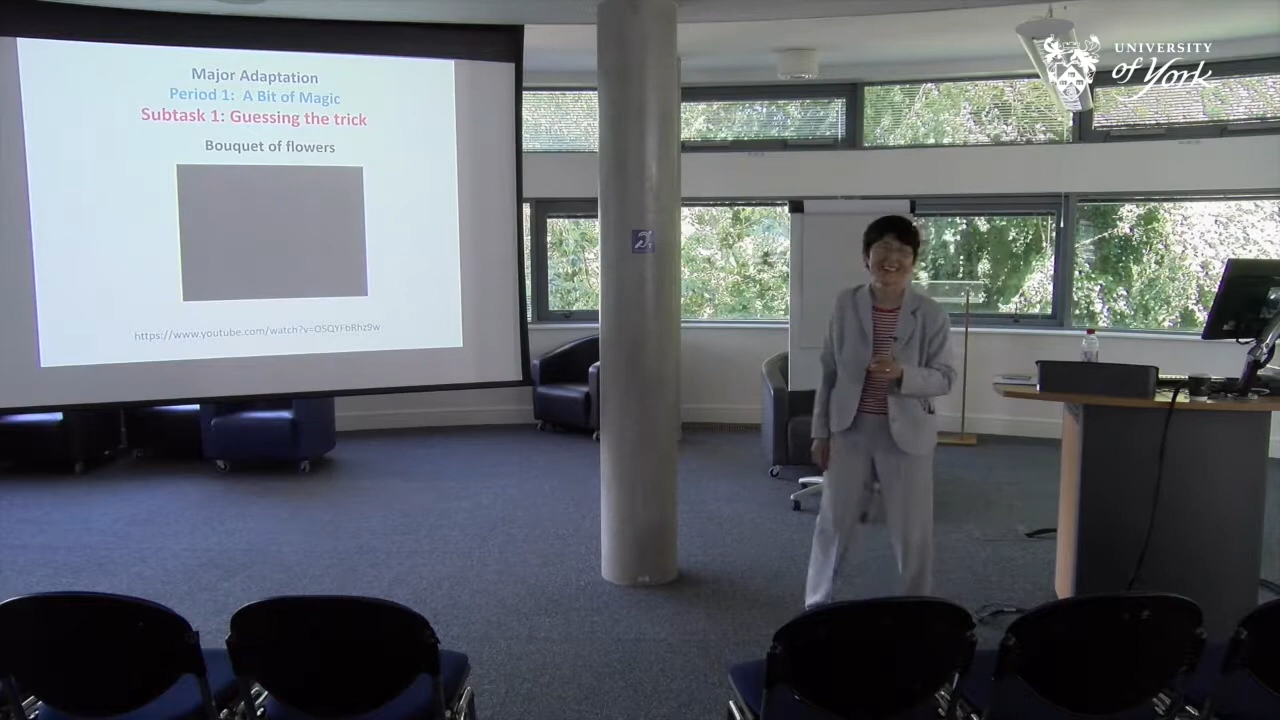 Major Adaptation
Period 1: A Bit of Magic
Subtask 1: Guessing the trick
Bouquet of flowers
https://www.youtube.com/watch?v=OSQYFbRhz9w
UNIVERSITY
of York
T